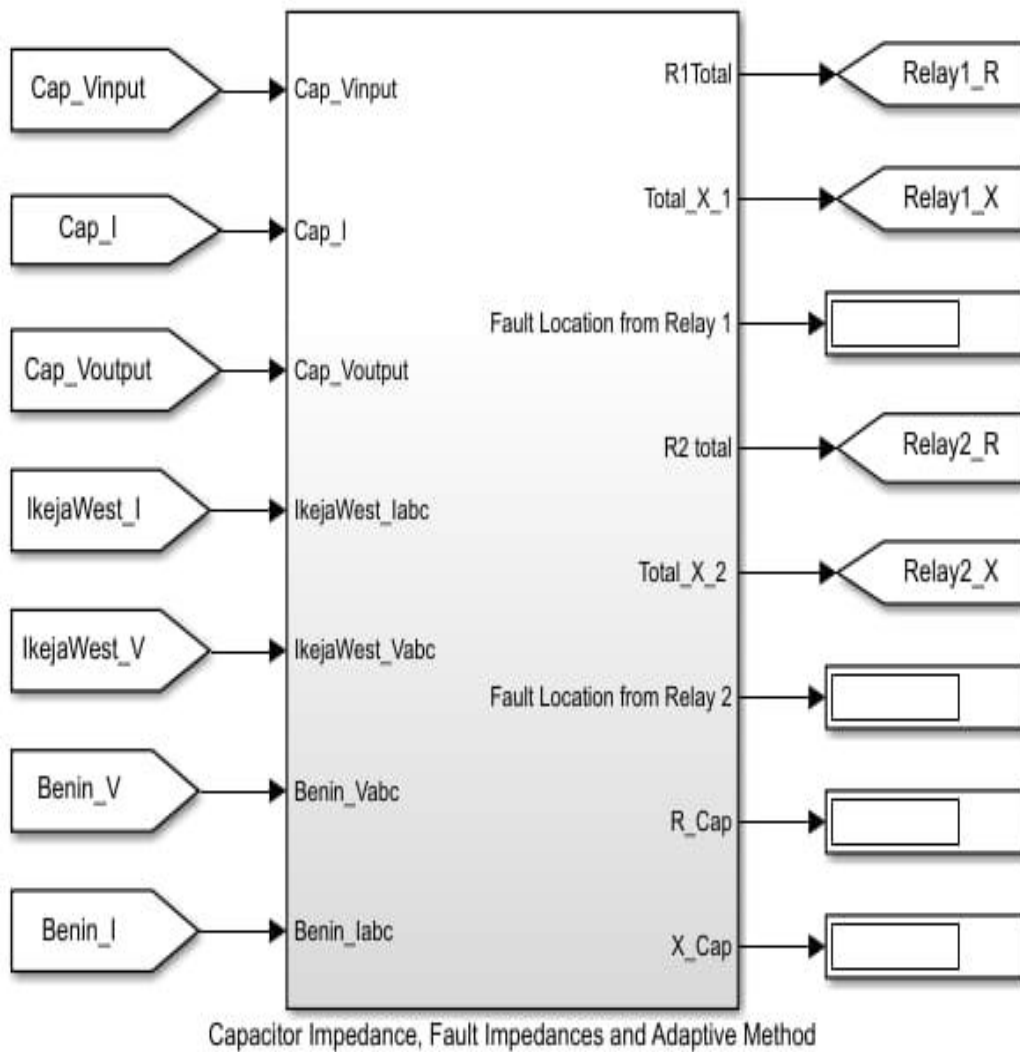 Cap_Vinput
Cap_I
Cap_Voutput
IkejaWest_I
IkejaWest_V
Benin_V
Benin_I
Cap_Vinput
Cap_I
Cap_Voutput
IkejaWest_Iabc
IkejaWest_Vabc
Benin_Vabc
Benin_Iabc
R1Total
Total_X_1
Fault Location from Relay 1
R2 total
Total_X_2
Fault Location from Relay 2
R_Cap
X_Cap
Relay1_R
Relay1_X
Relay2_R
Relay2_X
Capacitor Impedance, Fault Impedances and Adaptive Method